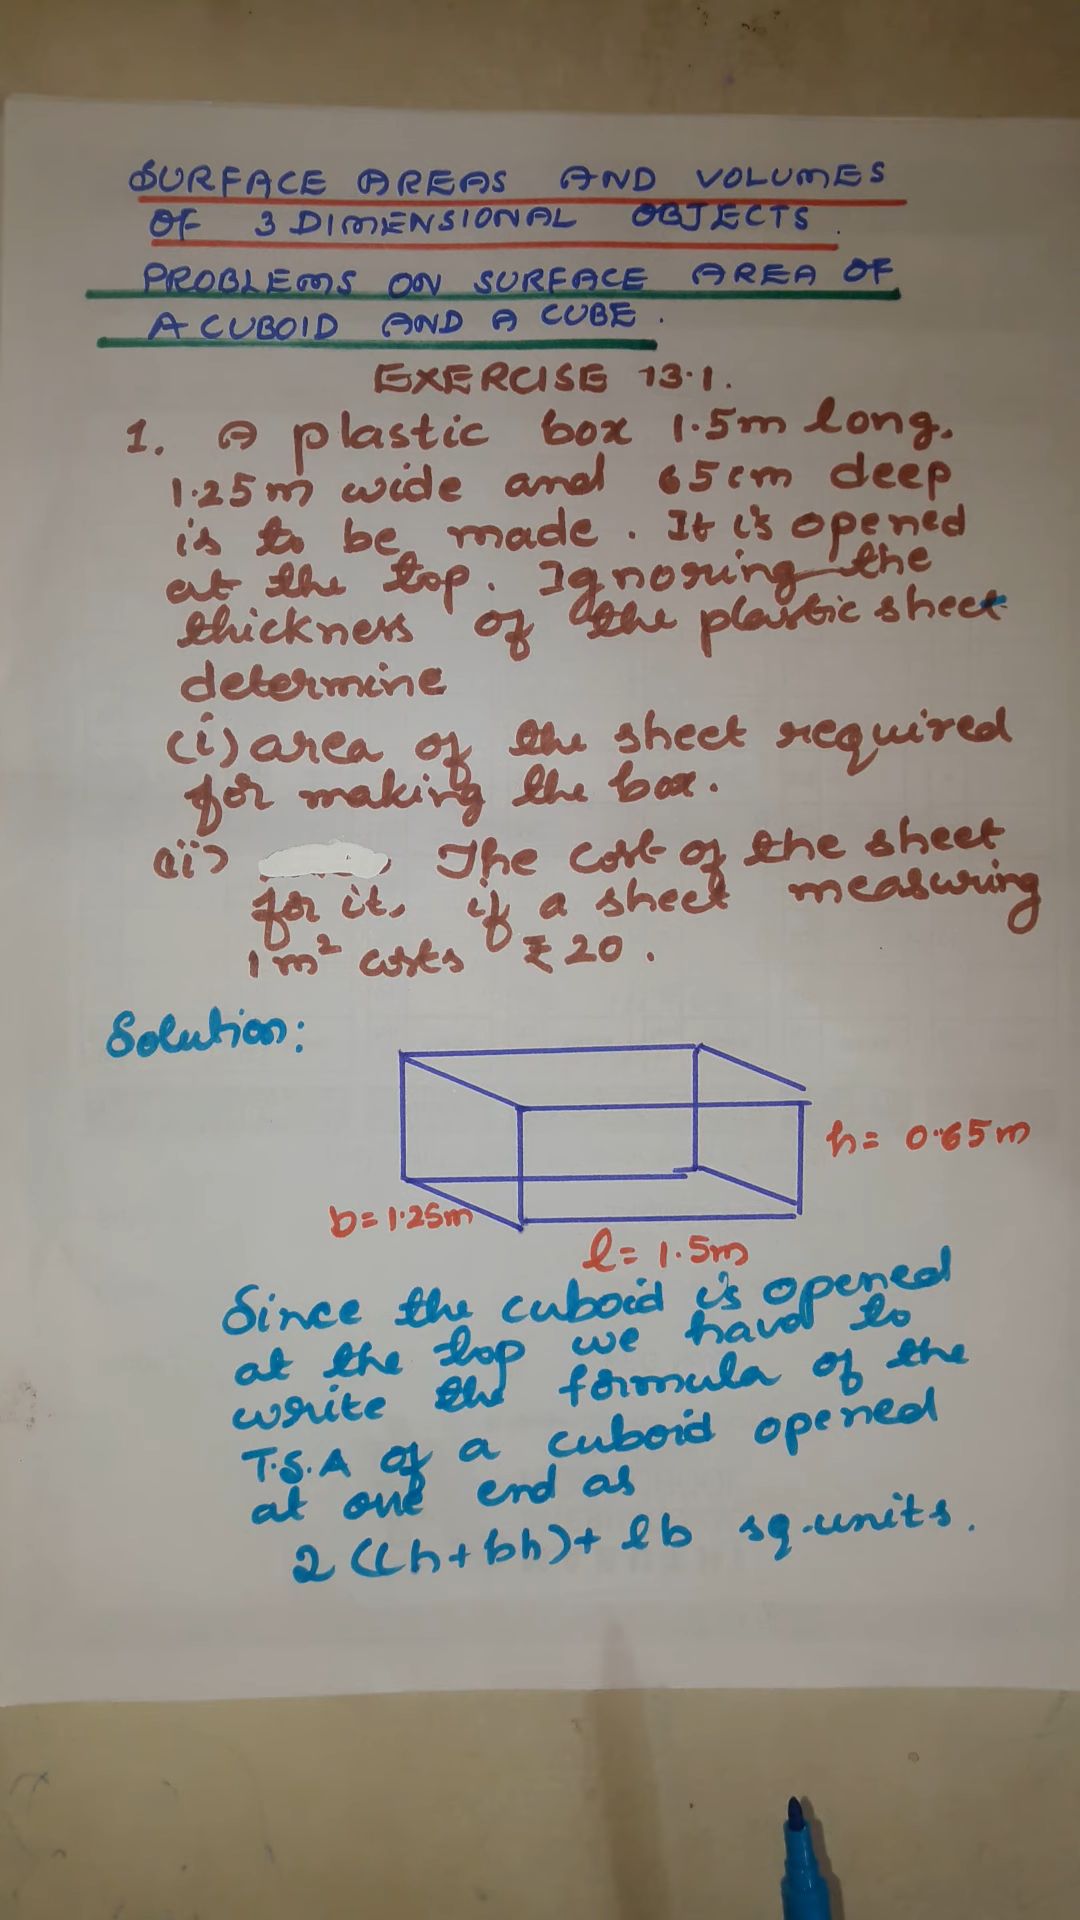 SURFACE AREAS AND VOLUMES
OF 3 DIMENSIONAL OBJECTS.
PROBLEMS ON SURFACE AREA OF
A CUBOID AND A CUBE.
EXERCISE 13.1.
1. A plastic box 1.5m long,
1.25m wide and 65cm deep
is to be made. It is opened
at the top. Ignoring the
thickness of the plastic sheet
determine
(i) area of the sheet required
for making the box.
(ii) The cost of the sheet
for it, if a sheet measuring
1m² costs ₹20.
Solution:
h= 0.65m
b=1.25m
l= 1.5m
Since the cuboid is opened
at the top we have to
write the formula of the
T.S.A of a cuboid opened
at one end as
2(lh+bh)+lb sq.units.